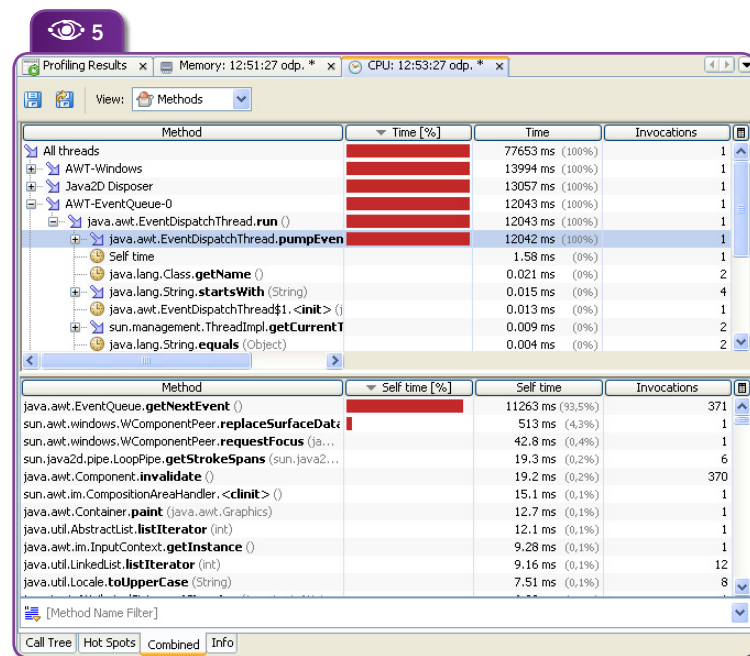 5
Profiling Results x Memory: 12:51:27 odp. * x CPU: 12:53:27 odp. * x
View: Methods
Method Time [%] Time Invocations
All threads 77653 ms (100%) 1
AWT-Windows 13994 ms (100%) 1
Java2D Disposer 13057 ms (100%) 1
AWT-EventQueue-0 12043 ms (100%) 1
java.awt.EventDispatchThread.run () 12043 ms (100%) 1
java.awt.EventDispatchThread.pumpEven 12042 ms (100%) 1
Self time 1.58 ms (0%) 1
java.lang.Class.getName () 0.021 ms (0%) 2
java.lang.String.startsWith (String) 0.015 ms (0%) 4
java.awt.EventDispatchThread$1.<init> (j 0.013 ms (0%) 1
sun.management.ThreadImpl.getCurrentT 0.009 ms (0%) 2
java.lang.String.equals (Object) 0.004 ms (0%) 2
Method Self time [%] Self time Invocations
java.awt.EventQueue.getNextEvent () 11263 ms (93,5%) 371
sun.awt.windows.WComponentPeer.replaceSurfaceData 513 ms (4,3%) 1
sun.awt.windows.WComponentPeer.requestFocus (ja... 42.8 ms (0,4%) 1
sun.java2d.pipe.LoopPipe.getStrokeSpans (sun.java2... 19.3 ms (0,2%) 6
java.awt.Component.invalidate () 19.2 ms (0,2%) 370
sun.awt.im.CompositionAreaHandler.<clinit> () 15.1 ms (0,1%) 1
java.awt.Container.paint (java.awt.Graphics) 12.7 ms (0,1%) 1
java.util.AbstractList.listIterator (int) 12.1 ms (0,1%) 1
java.awt.im.InputContext.getInstance () 9.28 ms (0,1%) 1
java.util.LinkedList.listIterator (int) 9.16 ms (0,1%) 12
java.util.Locale.toUpperCase (String) 7.51 ms (0,1%) 8
[Method Name Filter]
Call Tree Hot Spots Combined Info